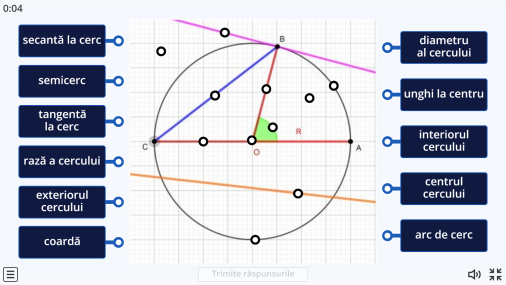 0:04
secantă la cerc
semicerc
tangentă
la cerc
rază a cercului
exteriorul
cercului
coardă
B
C
O
R
A
diametru
al cercului
unghi la centru
interiorul
cercului
centrul
cercului
arc de cerc
Trimite răspunsurile